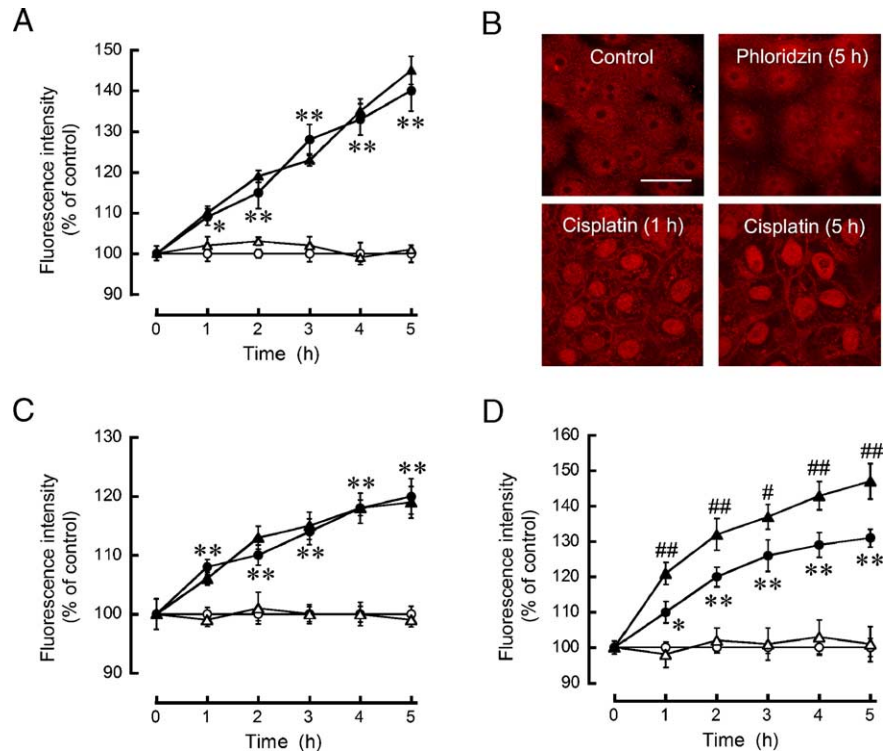 A
Fluorescence intensity
(% of control)
150
140
130
120
110
100
90
**
**
**
**
*
0 1 2 3 4 5
Time (h)
B
Control
Phloridzin (5 h)
Cisplatin (1 h)
Cisplatin (5 h)
C
Fluorescence intensity
(% of control)
130
120
110
100
90
**
**
**
**
**
0 1 2 3 4 5
Time (h)
D
Fluorescence intensity
(% of control)
160
150
140
130
120
110
100
90
##
##
#
##
##
*
**
**
**
**
0 1 2 3 4 5
Time (h)